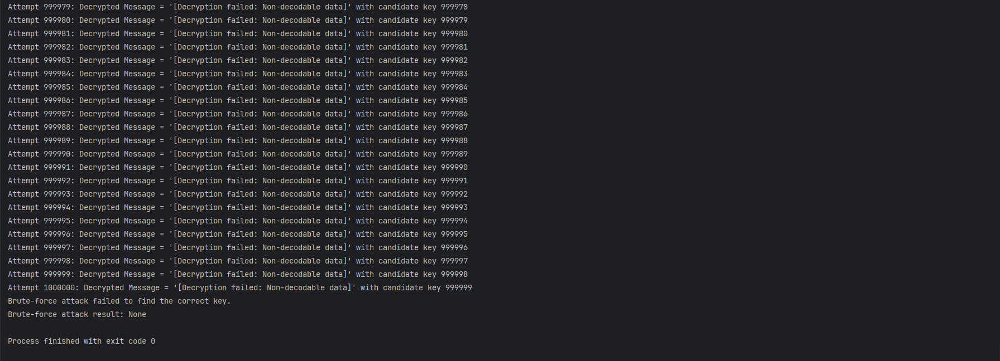 Attempt 999979: Decrypted Message = '[Decryption failed: Non-decodable data]' with candidate key 999978
Attempt 999980: Decrypted Message = '[Decryption failed: Non-decodable data]' with candidate key 999979
Attempt 999981: Decrypted Message = '[Decryption failed: Non-decodable data]' with candidate key 999980
Attempt 999982: Decrypted Message = '[Decryption failed: Non-decodable data]' with candidate key 999981
Attempt 999983: Decrypted Message = '[Decryption failed: Non-decodable data]' with candidate key 999982
Attempt 999984: Decrypted Message = '[Decryption failed: Non-decodable data]' with candidate key 999983
Attempt 999985: Decrypted Message = '[Decryption failed: Non-decodable data]' with candidate key 999984
Attempt 999986: Decrypted Message = '[Decryption failed: Non-decodable data]' with candidate key 999985
Attempt 999987: Decrypted Message = '[Decryption failed: Non-decodable data]' with candidate key 999986
Attempt 999988: Decrypted Message = '[Decryption failed: Non-decodable data]' with candidate key 999987
Attempt 999989: Decrypted Message = '[Decryption failed: Non-decodable data]' with candidate key 999988
Attempt 999990: Decrypted Message = '[Decryption failed: Non-decodable data]' with candidate key 999989
Attempt 999991: Decrypted Message = '[Decryption failed: Non-decodable data]' with candidate key 999990
Attempt 999992: Decrypted Message = '[Decryption failed: Non-decodable data]' with candidate key 999991
Attempt 999993: Decrypted Message = '[Decryption failed: Non-decodable data]' with candidate key 999992
Attempt 999994: Decrypted Message = '[Decryption failed: Non-decodable data]' with candidate key 999993
Attempt 999995: Decrypted Message = '[Decryption failed: Non-decodable data]' with candidate key 999994
Attempt 999996: Decrypted Message = '[Decryption failed: Non-decodable data]' with candidate key 999995
Attempt 999997: Decrypted Message = '[Decryption failed: Non-decodable data]' with candidate key 999996
Attempt 999998: Decrypted Message = '[Decryption failed: Non-decodable data]' with candidate key 999997
Attempt 999999: Decrypted Message = '[Decryption failed: Non-decodable data]' with candidate key 999998
Attempt 1000000: Decrypted Message = '[Decryption failed: Non-decodable data]' with candidate key 999999
Brute-force attack failed to find the correct key.
Brute-force attack result: None
Process finished with exit code 0